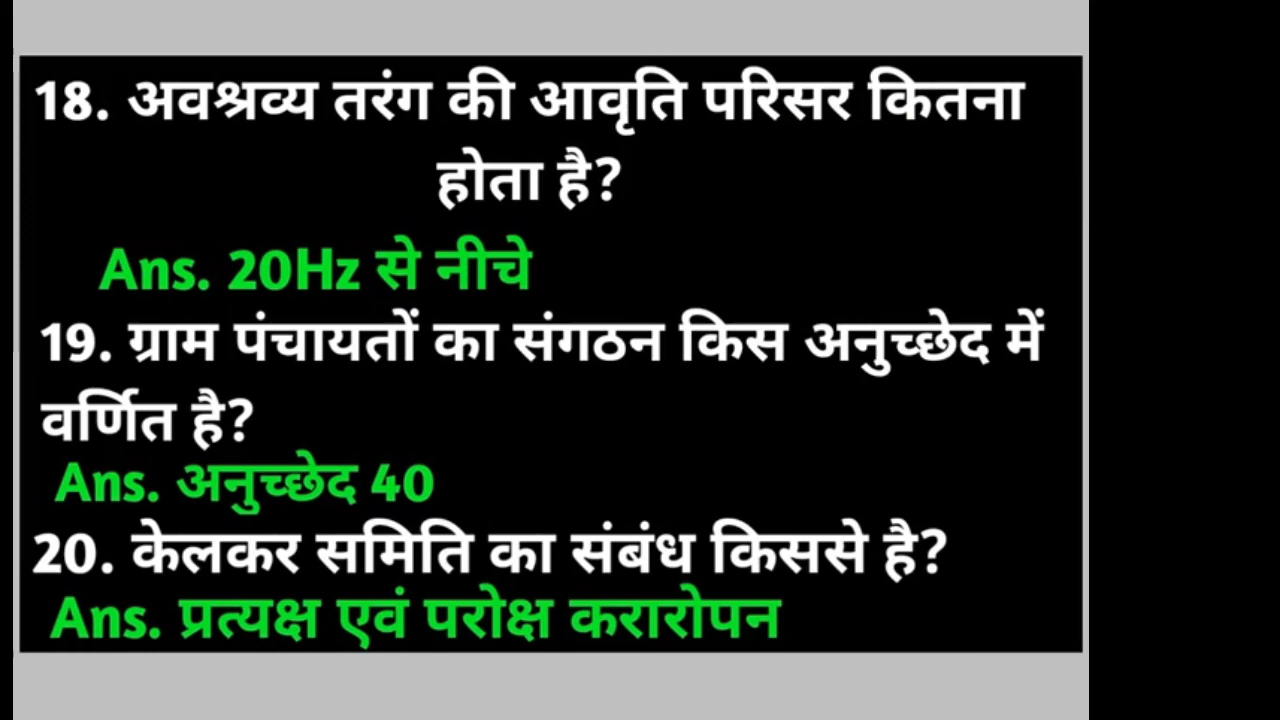 18. अवश्रव्य तरंग की आवृति परिसर कितना
होता है?
Ans. 20Hz से नीचे
19. ग्राम पंचायतों का संगठन किस अनुच्छेद में
वर्णित है?
Ans. अनुच्छेद 40
20. केलकर समिति का संबंध किससे है?
Ans. प्रत्यक्ष एवं परोक्ष करारोपन